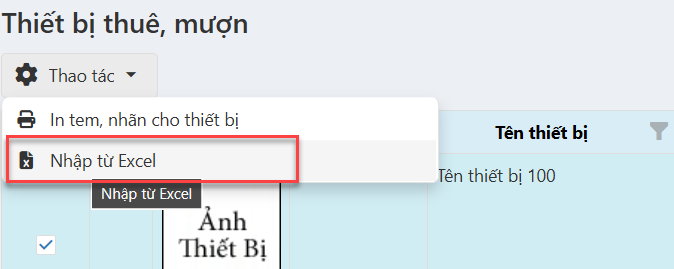 Thiết bị thuê, mượn
Thao tác
In tem, nhãn cho thiết bị
Tên thiết bị
Nhập từ Excel
Tên thiết bị 100
Nhập từ Excel
Ảnh
Thiết Bị